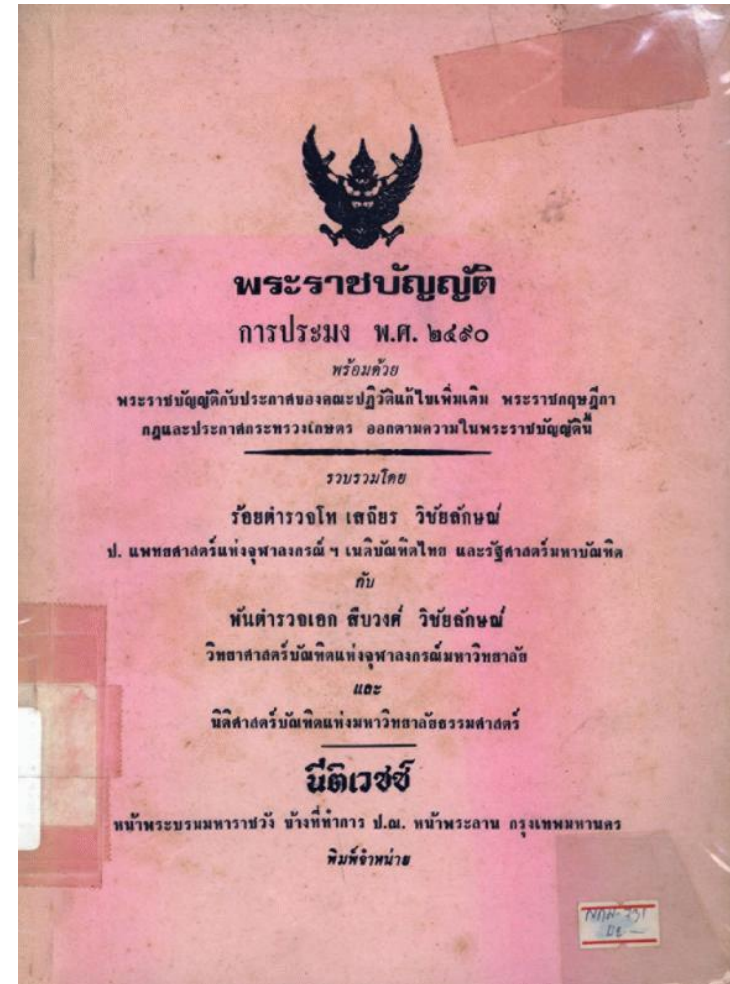 พระราชบัญญัติ
การประมง พ.ศ. ๒๔๙๐
พร้อมด้วย
พระราชบัญญัติกับประกาศของคณะปฏิวัติแก้ไขเพิ่มเติม พระราชกฤษฎีกา
กฎและประกาศกระทรวงเกษตร ออกตามความในพระราชบัญญัตินี้
รวบรวมโดย
ร้อยตำรวจโท เสถียร วิชัยลักษณ์
ป. แพทยศาสตร์แห่งจุฬาลงกรณ์ ฯ เนติบัณฑิตไทย และรัฐศาสตร์มหาบัณฑิต
กับ
พันตำรวจเอก สืบวงศ์ วิชัยลักษณ์
วิทยาศาสตร์บัณฑิตแห่งจุฬาลงกรณ์มหาวิทยาลัย
และ
นิติศาสตร์บัณฑิตแห่งมหาวิทยาลัยธรรมศาสตร์
นีติเวชช์
หน้าพระบรมมหาราชวัง ข้างที่ทำการ ป.ณ. หน้าพระลาน กรุงเทพมหานคร
พิมพ์จำหน่าย